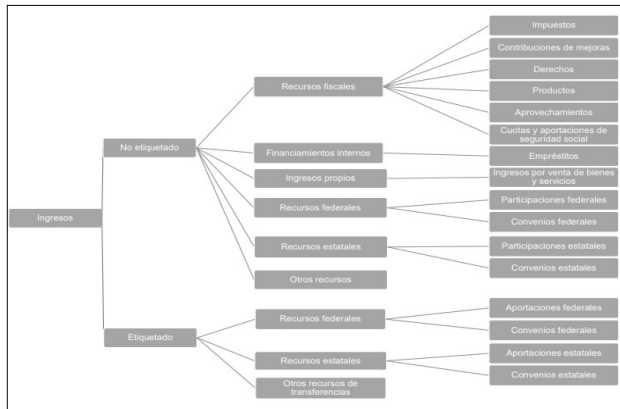 Ingresos
No etiquetado
Recursos fiscales
Impuestos
Contribuciones de mejoras
Derechos
Productos
Aprovechamientos
Cuotas y aportaciones de
seguridad social
Financiamientos internos
Empréstitos
Ingresos propios
Ingresos por venta de bienes
y servicios
Recursos federales
Participaciones federales
Convenios federales
Recursos estatales
Participaciones estatales
Convenios estatales
Otros recursos
Etiquetado
Recursos federales
Aportaciones federales
Convenios federales
Recursos estatales
Aportaciones estatales
Convenios estatales
Otros recursos de
transferencias